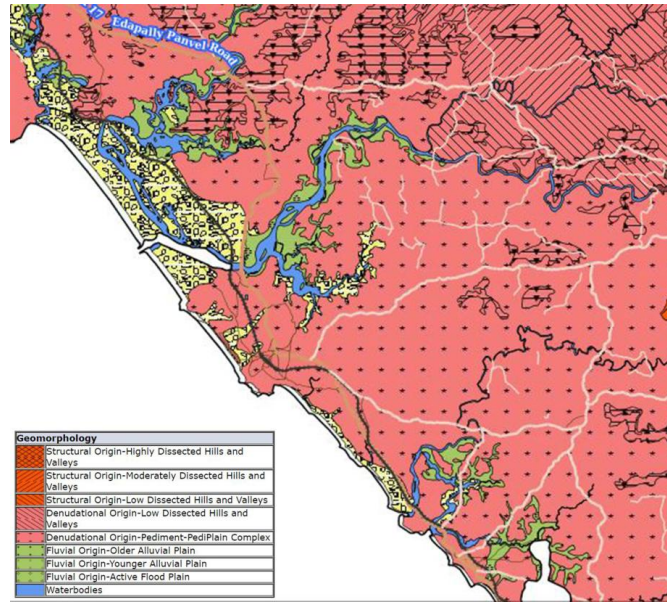 17
Edapally Panvel-Road
Geomorphology
Structural Origin-Highly Dissected Hills and
Valleys
Structural Origin-Moderately Dissected Hills and
Valleys
Structural Origin-Low Dissected Hills and Valleys
Denudational Origin-Low Dissected Hills and
Valleys
Denudational Origin-Pediment-PediPlain Complex
Fluvial Origin-Older Alluvial Plain
Fluvial Origin-Younger Alluvial Plain
Fluvial Origin-Active Flood Plain
Waterbodies